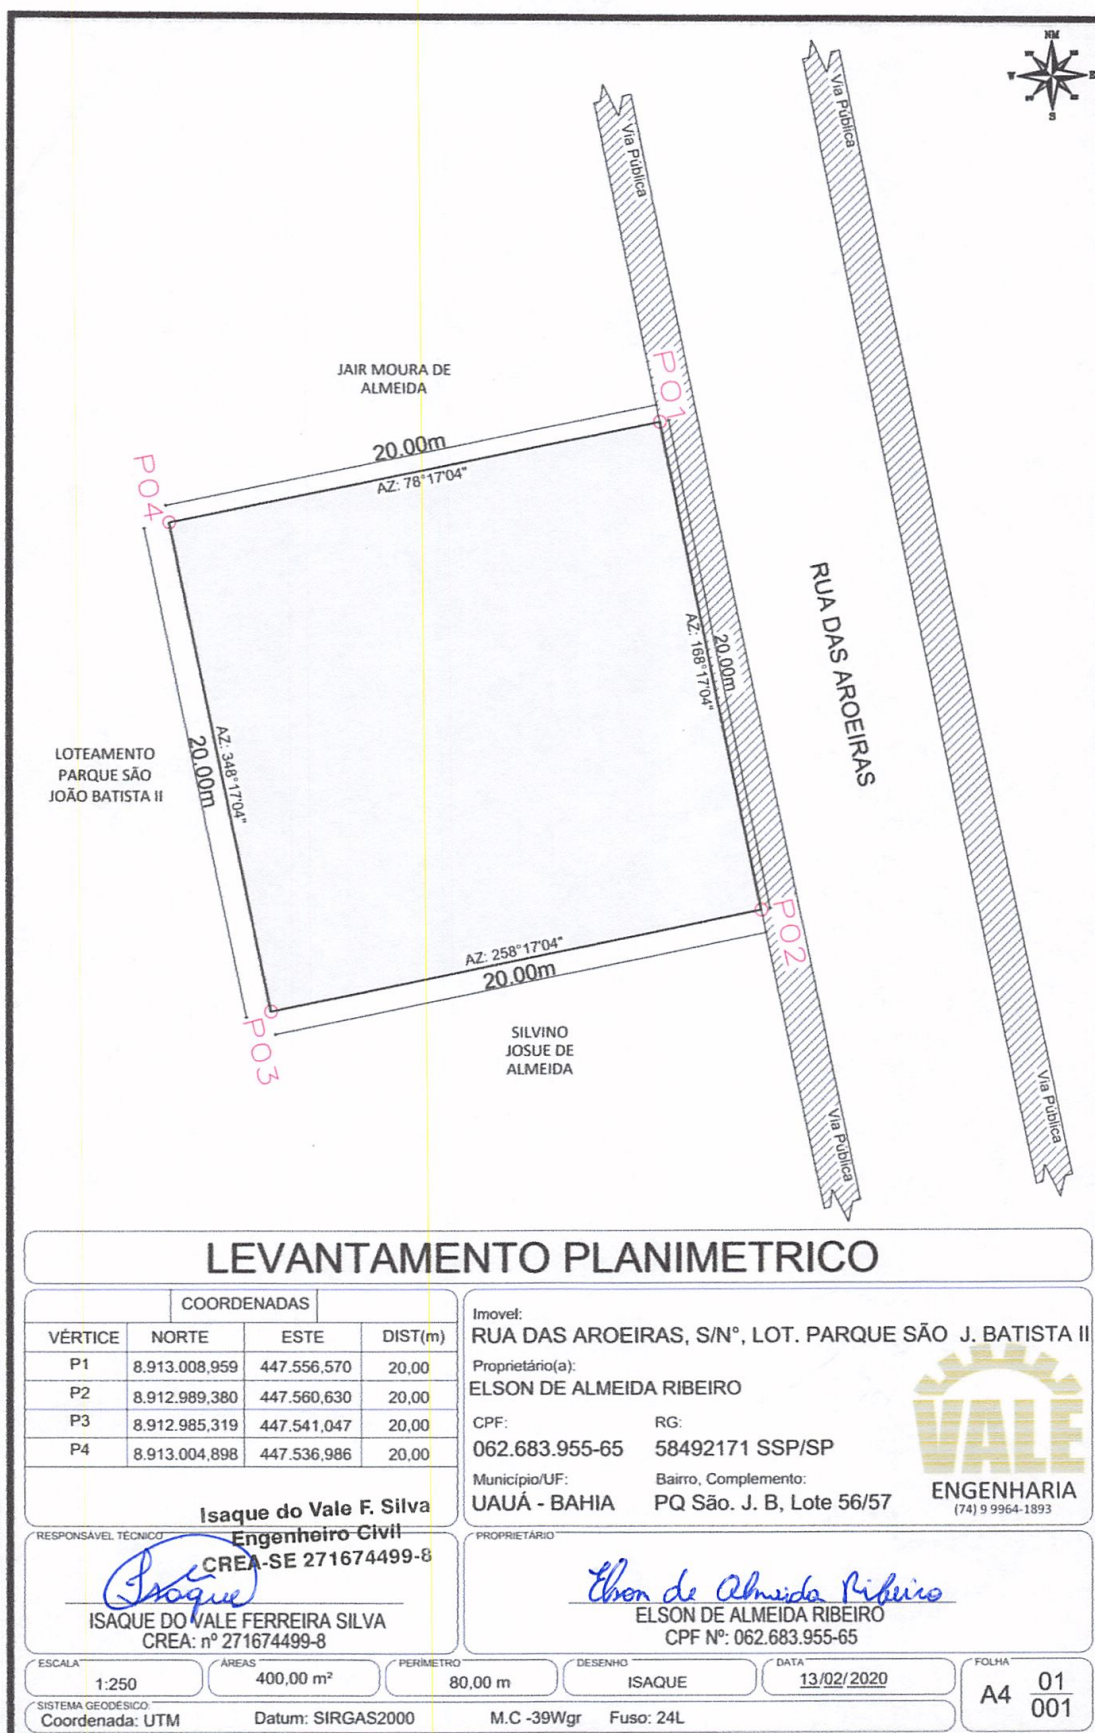 NM
W
E
S
Via Pública
Via Pública
JAIR MOURA DE
ALMEIDA
P01
20.00m
AZ: 78°17'04"
P04
RUA DAS AROEIRAS
20.00m
AZ: 168°17'04"
LOTEAMENTO
PARQUE SÃO
JOÃO BATISTA II
AZ: 348°17'04"
20.00m
P02
AZ: 258°17'04"
20.00m
P03
SILVINO
JOSUE DE
ALMEIDA
Via Pública
Via Pública
LEVANTAMENTO PLANIMETRICO
COORDENADAS
VÉRTICE NORTE ESTE DIST(m)
P1 8.913.008,959 447.556,570 20,00
P2 8.912.989,380 447.560,630 20,00
P3 8.912.985,319 447.541,047 20,00
P4 8.913.004,898 447.536,986 20,00
Imovel:
RUA DAS AROEIRAS, S/N°, LOT. PARQUE SÃO J. BATISTA II
Proprietário(a):
ELSON DE ALMEIDA RIBEIRO
CPF: RG:
062.683.955-65 58492171 SSP/SP
Município/UF: Bairro, Complemento:
UAUÁ - BAHIA PQ São. J. B, Lote 56/57
VALE
ENGENHARIA
(74) 9 9964-1893
Isaque do Vale F. Silva
Engenheiro Civil
CREA-SE 271674499-8
RESPONSÁVEL TÉCNICO
Isaque
ISAQUE DO VALE FERREIRA SILVA
CREA: nº 271674499-8
PROPRIETÁRIO
Elson de Almeida Ribeiro
ELSON DE ALMEIDA RIBEIRO
CPF Nº: 062.683.955-65
ESCALA
1:250
ÁREAS
400,00 m²
PERÍMETRO
80,00 m
DESENHO
ISAQUE
DATA
13/02/2020
FOLHA
A4 01
001
SISTEMA GEODÉSICO:
Coordenada: UTM Datum: SIRGAS2000 M.C -39Wgr Fuso: 24L